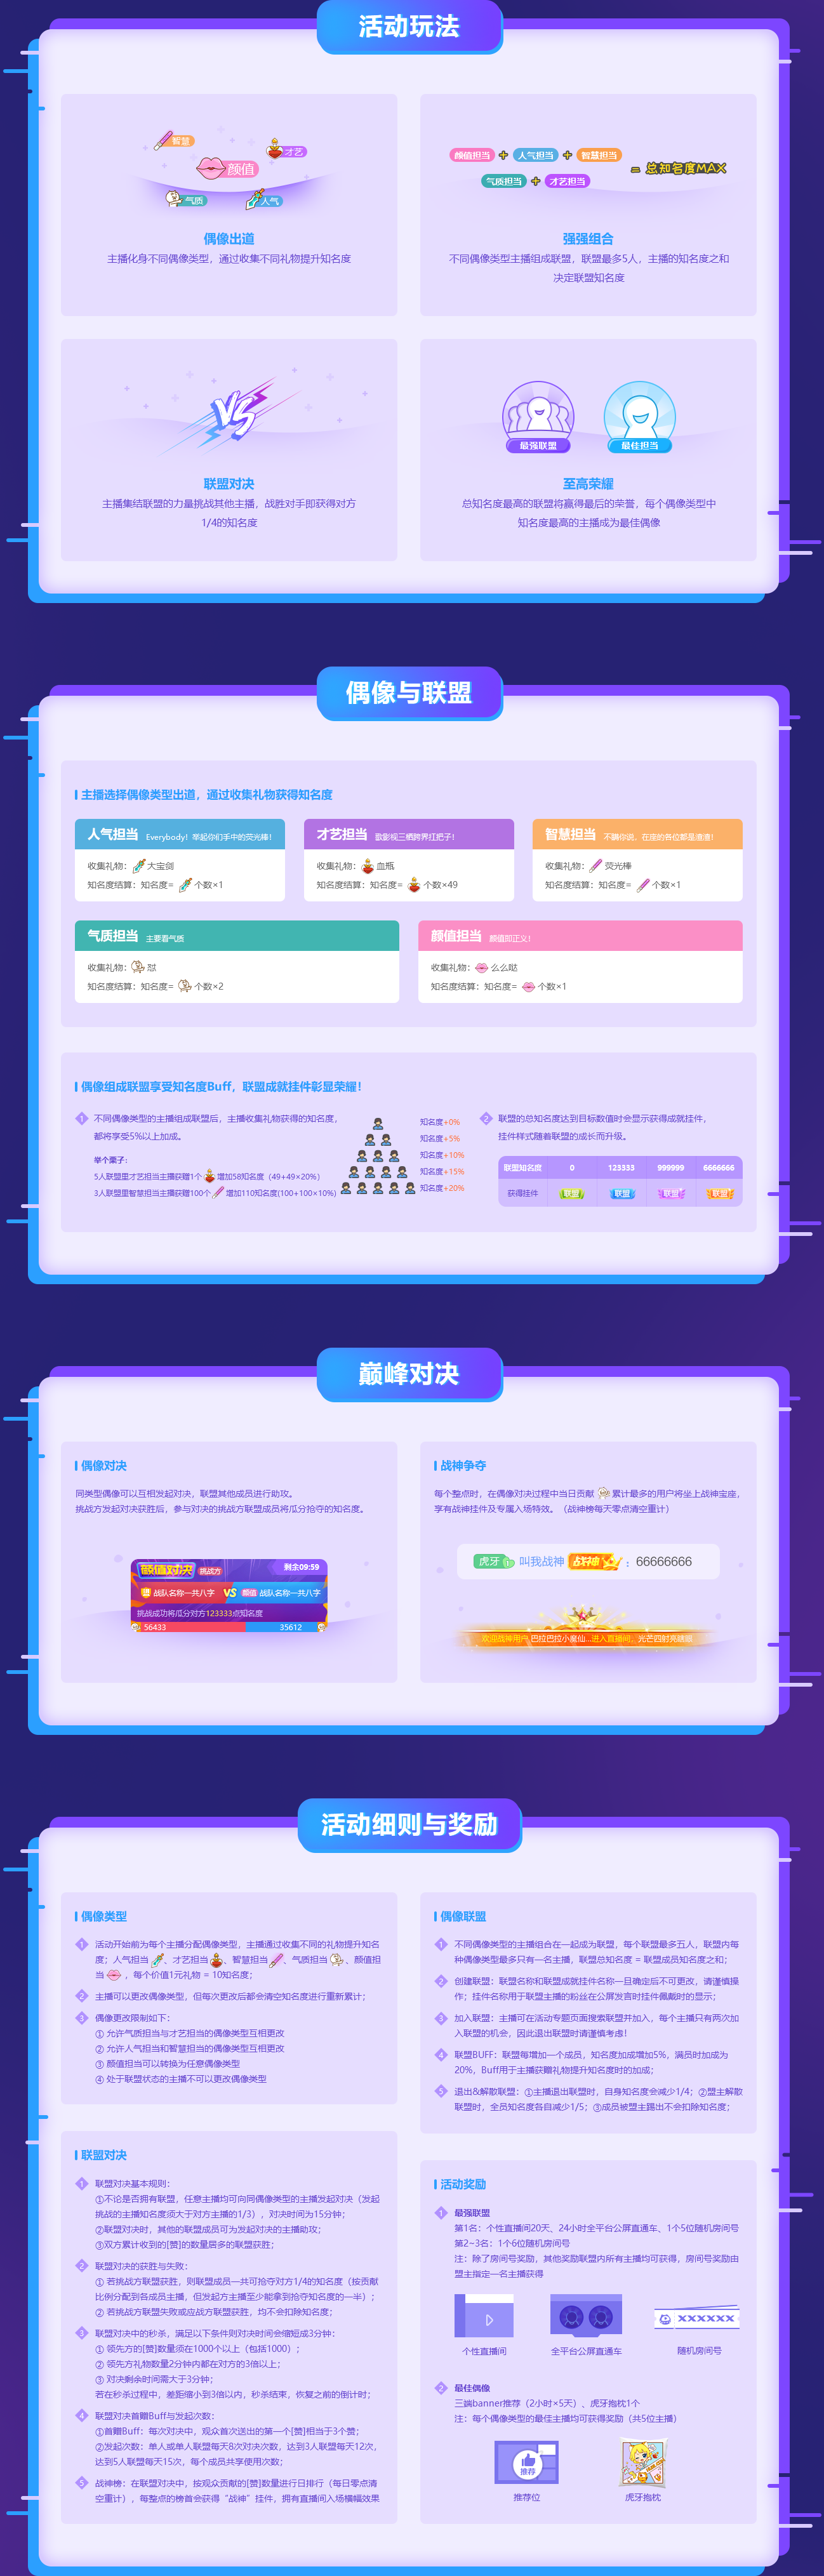 活动玩法
智慧
才艺
颜值
气质
人气
偶像出道
主播化身不同偶像类型，通过收集不同礼物提升知名度
颜值担当 + 人气担当 + 智慧担当
气质担当 + 才艺担当
= 总知名度MAX
强强组合
不同偶像类型主播组成联盟，联盟最多5人，主播的知名度之和
决定联盟知名度
VS
联盟对决
主播集结联盟的力量挑战其他主播，战胜对手即获得对方
1/4的知名度
最强联盟
最佳担当
至高荣耀
总知名度最高的联盟将赢得最后的荣誉，每个偶像类型中
知名度最高的主播成为最佳偶像
偶像与联盟
主播选择偶像类型出道，通过收集礼物获得知名度
人气担当 Everybody！举起你们手中的荧光棒！
收集礼物： 大宝剑
知名度结算：知名度= 个数×1
才艺担当 歌影视三栖跨界扛把子！
收集礼物： 血瓶
知名度结算：知名度= 个数×49
智慧担当 不瞒你说，在座的各位都是渣渣！
收集礼物： 荧光棒
知名度结算：知名度= 个数×1
气质担当 主要看气质
收集礼物： 怼
知名度结算：知名度= 个数×2
颜值担当 颜值即正义！
收集礼物： 么么哒
知名度结算：知名度= 个数×1
偶像组成联盟享受知名度Buff，联盟成就挂件彰显荣耀！
1 不同偶像类型的主播组成联盟后，主播收集礼物获得的知名度，
都将享受5%以上加成。
举个栗子：
5人联盟里才艺担当主播获赠1个 增加58知名度（49+49×20%）
3人联盟里智慧担当主播获赠100个 增加110知名度(100+100×10%)
知名度+0%
知名度+5%
知名度+10%
知名度+15%
知名度+20%
2 联盟的总知名度达到目标数值时会显示获得成就挂件，
挂件样式随着联盟的成长而升级。
联盟知名度 0 123333 999999 6666666
获得挂件 联盟 联盟 联盟 联盟
巅峰对决
偶像对决
同类型偶像可以互相发起对决，联盟其他成员进行助攻。
挑战方发起对决获胜后，参与对决的挑战方联盟成员将瓜分抢夺的知名度。
颜值对决 挑战方 剩余09:59
战队名称一共八字 VS 颜值 战队名称一共八字
挑战成功将瓜分对方123333点知名度
56433 35612
战神争夺
每个整点时，在偶像对决过程中当日贡献 累计最多的用户将坐上战神宝座，
享有战神挂件及专属入场特效。（战神榜每天零点清空重计）
虎牙 叫我战神 战神 ：66666666
欢迎战神用户 巴拉巴拉小魔仙...进入直播间，光芒四射亮瞎眼
活动细则与奖励
偶像类型
1 活动开始前为每个主播分配偶像类型，主播通过收集不同的礼物提升知名
度；人气担当 、才艺担当 、智慧担当 、气质担当 、颜值担
当 ，每个价值1元礼物 = 10知名度；
2 主播可以更改偶像类型，但每次更改后都会清空知名度进行重新累计；
3 偶像更改限制如下：
① 允许气质担当与才艺担当的偶像类型互相更改
② 允许人气担当和智慧担当的偶像类型互相更改
③ 颜值担当可以转换为任意偶像类型
④ 处于联盟状态的主播不可以更改偶像类型
联盟对决
1 联盟对决基本规则：
①不论是否拥有联盟，任意主播均可向同偶像类型的主播发起对决（发起
挑战的主播知名度须大于对方主播的1/3），对决时间为15分钟；
②联盟对决时，其他的联盟成员可为发起对决的主播助攻；
③双方累计收到的[赞]的数量居多的联盟获胜；
2 联盟对决的获胜与失败：
① 若挑战方联盟获胜，则联盟成员一共可抢夺对方1/4的知名度（按贡献
比例分配到各成员主播，但发起方主播至少能拿到抢夺知名度的一半）；
② 若挑战方联盟失败或应战方联盟获胜，均不会扣除知名度；
3 联盟对决中的秒杀，满足以下条件则对决时间会缩短成3分钟：
① 领先方的[赞]数量须在1000个以上（包括1000）；
② 领先方礼物数量2分钟内都在对方的3倍以上；
③ 对决剩余时间需大于3分钟；
若在秒杀过程中，差距缩小到3倍以内，秒杀结束，恢复之前的倒计时；
4 联盟对决首赠Buff与发起次数：
①首赠Buff：每次对决中，观众首次送出的第一个[赞]相当于3个赞；
②发起次数：单人或单人联盟每天8次对决次数，达到3人联盟每天12次，
达到5人联盟每天15次，每个成员共享使用次数；
5 战神榜：在联盟对决中，按观众贡献的[赞]数量进行日排行（每日零点清
空重计），每整点的榜首会获得“战神”挂件，拥有直播间入场横幅效果
偶像联盟
1 不同偶像类型的主播组合在一起成为联盟，每个联盟最多五人，联盟内每
种偶像类型最多只有一名主播，联盟总知名度 = 联盟成员知名度之和；
2 创建联盟：联盟名称和联盟成就挂件名称一旦确定后不可更改，请谨慎操
作；挂件名称用于联盟主播的粉丝在公屏发言时挂件佩戴时的显示；
3 加入联盟：主播可在活动专题页面搜索联盟并加入，每个主播只有两次加
入联盟的机会，因此退出联盟时请谨慎考虑！
4 联盟BUFF：联盟每增加一个成员，知名度加成增加5%，满员时加成为
20%，Buff用于主播获赠礼物提升知名度时的加成；
5 退出&解散联盟：①主播退出联盟时，自身知名度会减少1/4；②盟主解散
联盟时，全员知名度各自减少1/5；③成员被盟主踢出不会扣除知名度；
活动奖励
1 最强联盟
第1名：个性直播间20天、24小时全平台公屏直通车、1个5位随机房间号
第2~3名：1个6位随机房间号
注：除了房间号奖励，其他奖励联盟内所有主播均可获得，房间号奖励由
盟主指定一名主播获得
XXXXXX
个性直播间
全平台公屏直通车
随机房间号
2 最佳偶像
三端banner推荐（2小时×5天）、虎牙抱枕1个
注：每个偶像类型的最佳主播均可获得奖励（共5位主播）
推荐
推荐位
虎牙抱枕